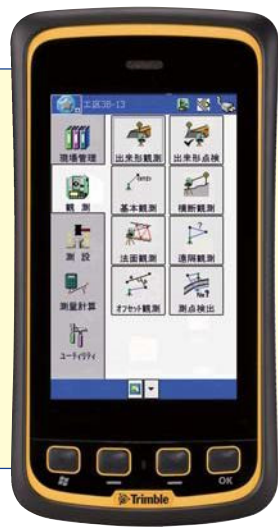 工区3B-13
現場管理
出来形観測
出来形点検
観測
基本観測
横断観測
測設
法面観測
遠隔観測
測量計算
オフセット観測
測点検出
No?
ユーティリティ
OK
Trimble